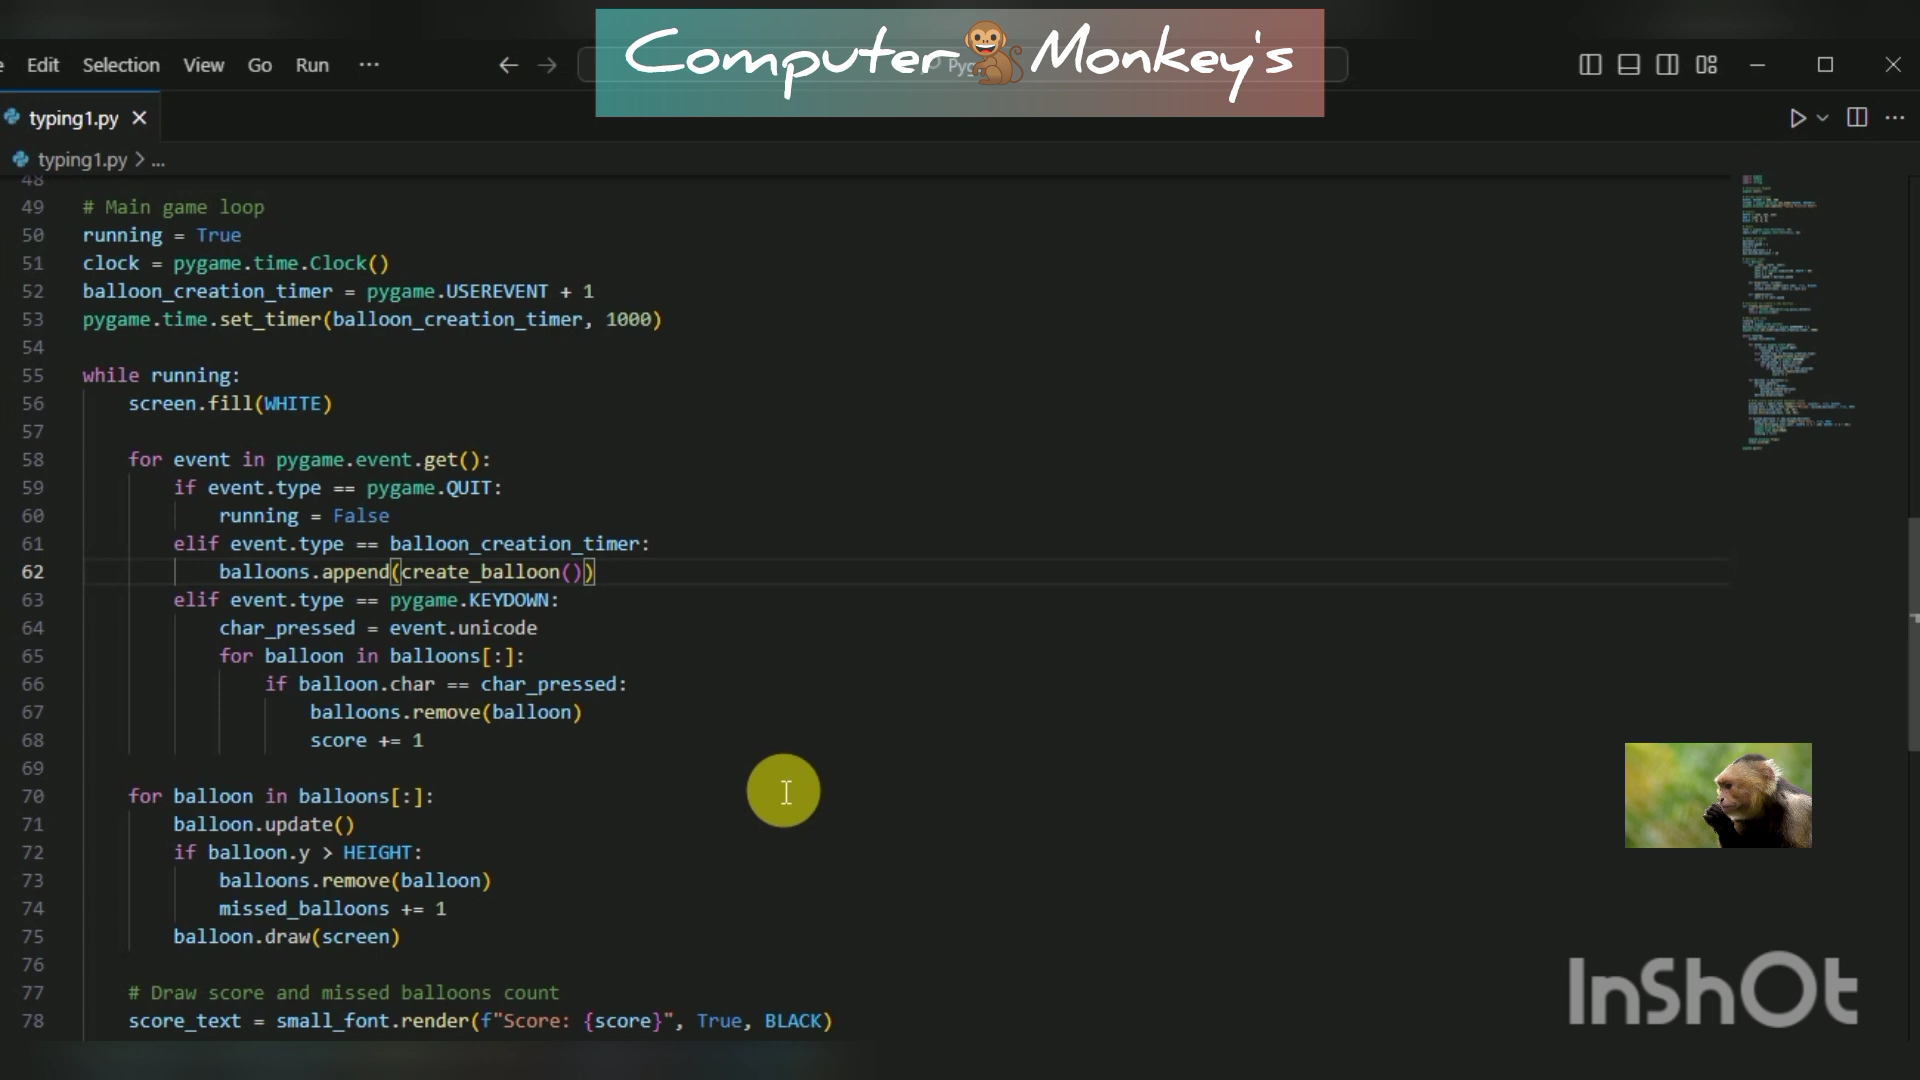 Computer Monkey's
Edit Selection View Go Run ...
typing1.py
typing1.py > ...
48
49 # Main game loop
50 running = True
51 clock = pygame.time.Clock()
52 balloon_creation_timer = pygame.USEREVENT + 1
53 pygame.time.set_timer(balloon_creation_timer, 1000)
54
55 while running:
56     screen.fill(WHITE)
57
58     for event in pygame.event.get():
59         if event.type == pygame.QUIT:
60             running = False
61         elif event.type == balloon_creation_timer:
62             balloons.append(create_balloon())
63         elif event.type == pygame.KEYDOWN:
64             char_pressed = event.unicode
65             for balloon in balloons[:]:
66                 if balloon.char == char_pressed:
67                     balloons.remove(balloon)
68                     score += 1
69
70     for balloon in balloons[:]:
71         balloon.update()
72         if balloon.y > HEIGHT:
73             balloons.remove(balloon)
74             missed_balloons += 1
75         balloon.draw(screen)
76
77     # Draw score and missed balloons count
78     score_text = small_font.render(f"Score: {score}", True, BLACK)
InShOt